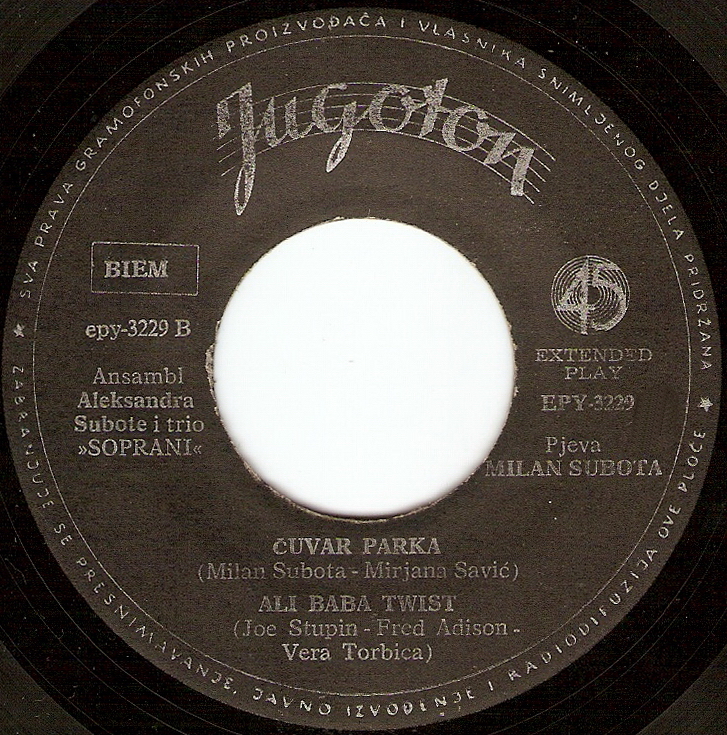 SVA PRAVA GRAMOFONSKIH PROIZVOĐAČA I VLASNIKA SNIMLJENOG DJELA PRIDRŽANA ★
Jugoton
BIEM
45
epy-3229 B
EXTENDED
PLAY
EPY-3229
Ansambl
Aleksandra
Subote i trio
»SOPRANI«
Pjeva
MILAN SUBOTA
ČUVAR PARKA
(Milan Subota - Mirjana Savić)
ALI BABA TWIST
(Joe Stupin - Fred Adison -
Vera Torbica)
★ ZABRANJUJE SE PRESNIMAVANJE, JAVNO IZVOĐENJE I RADIODIFUZIJA OVE PLOČE